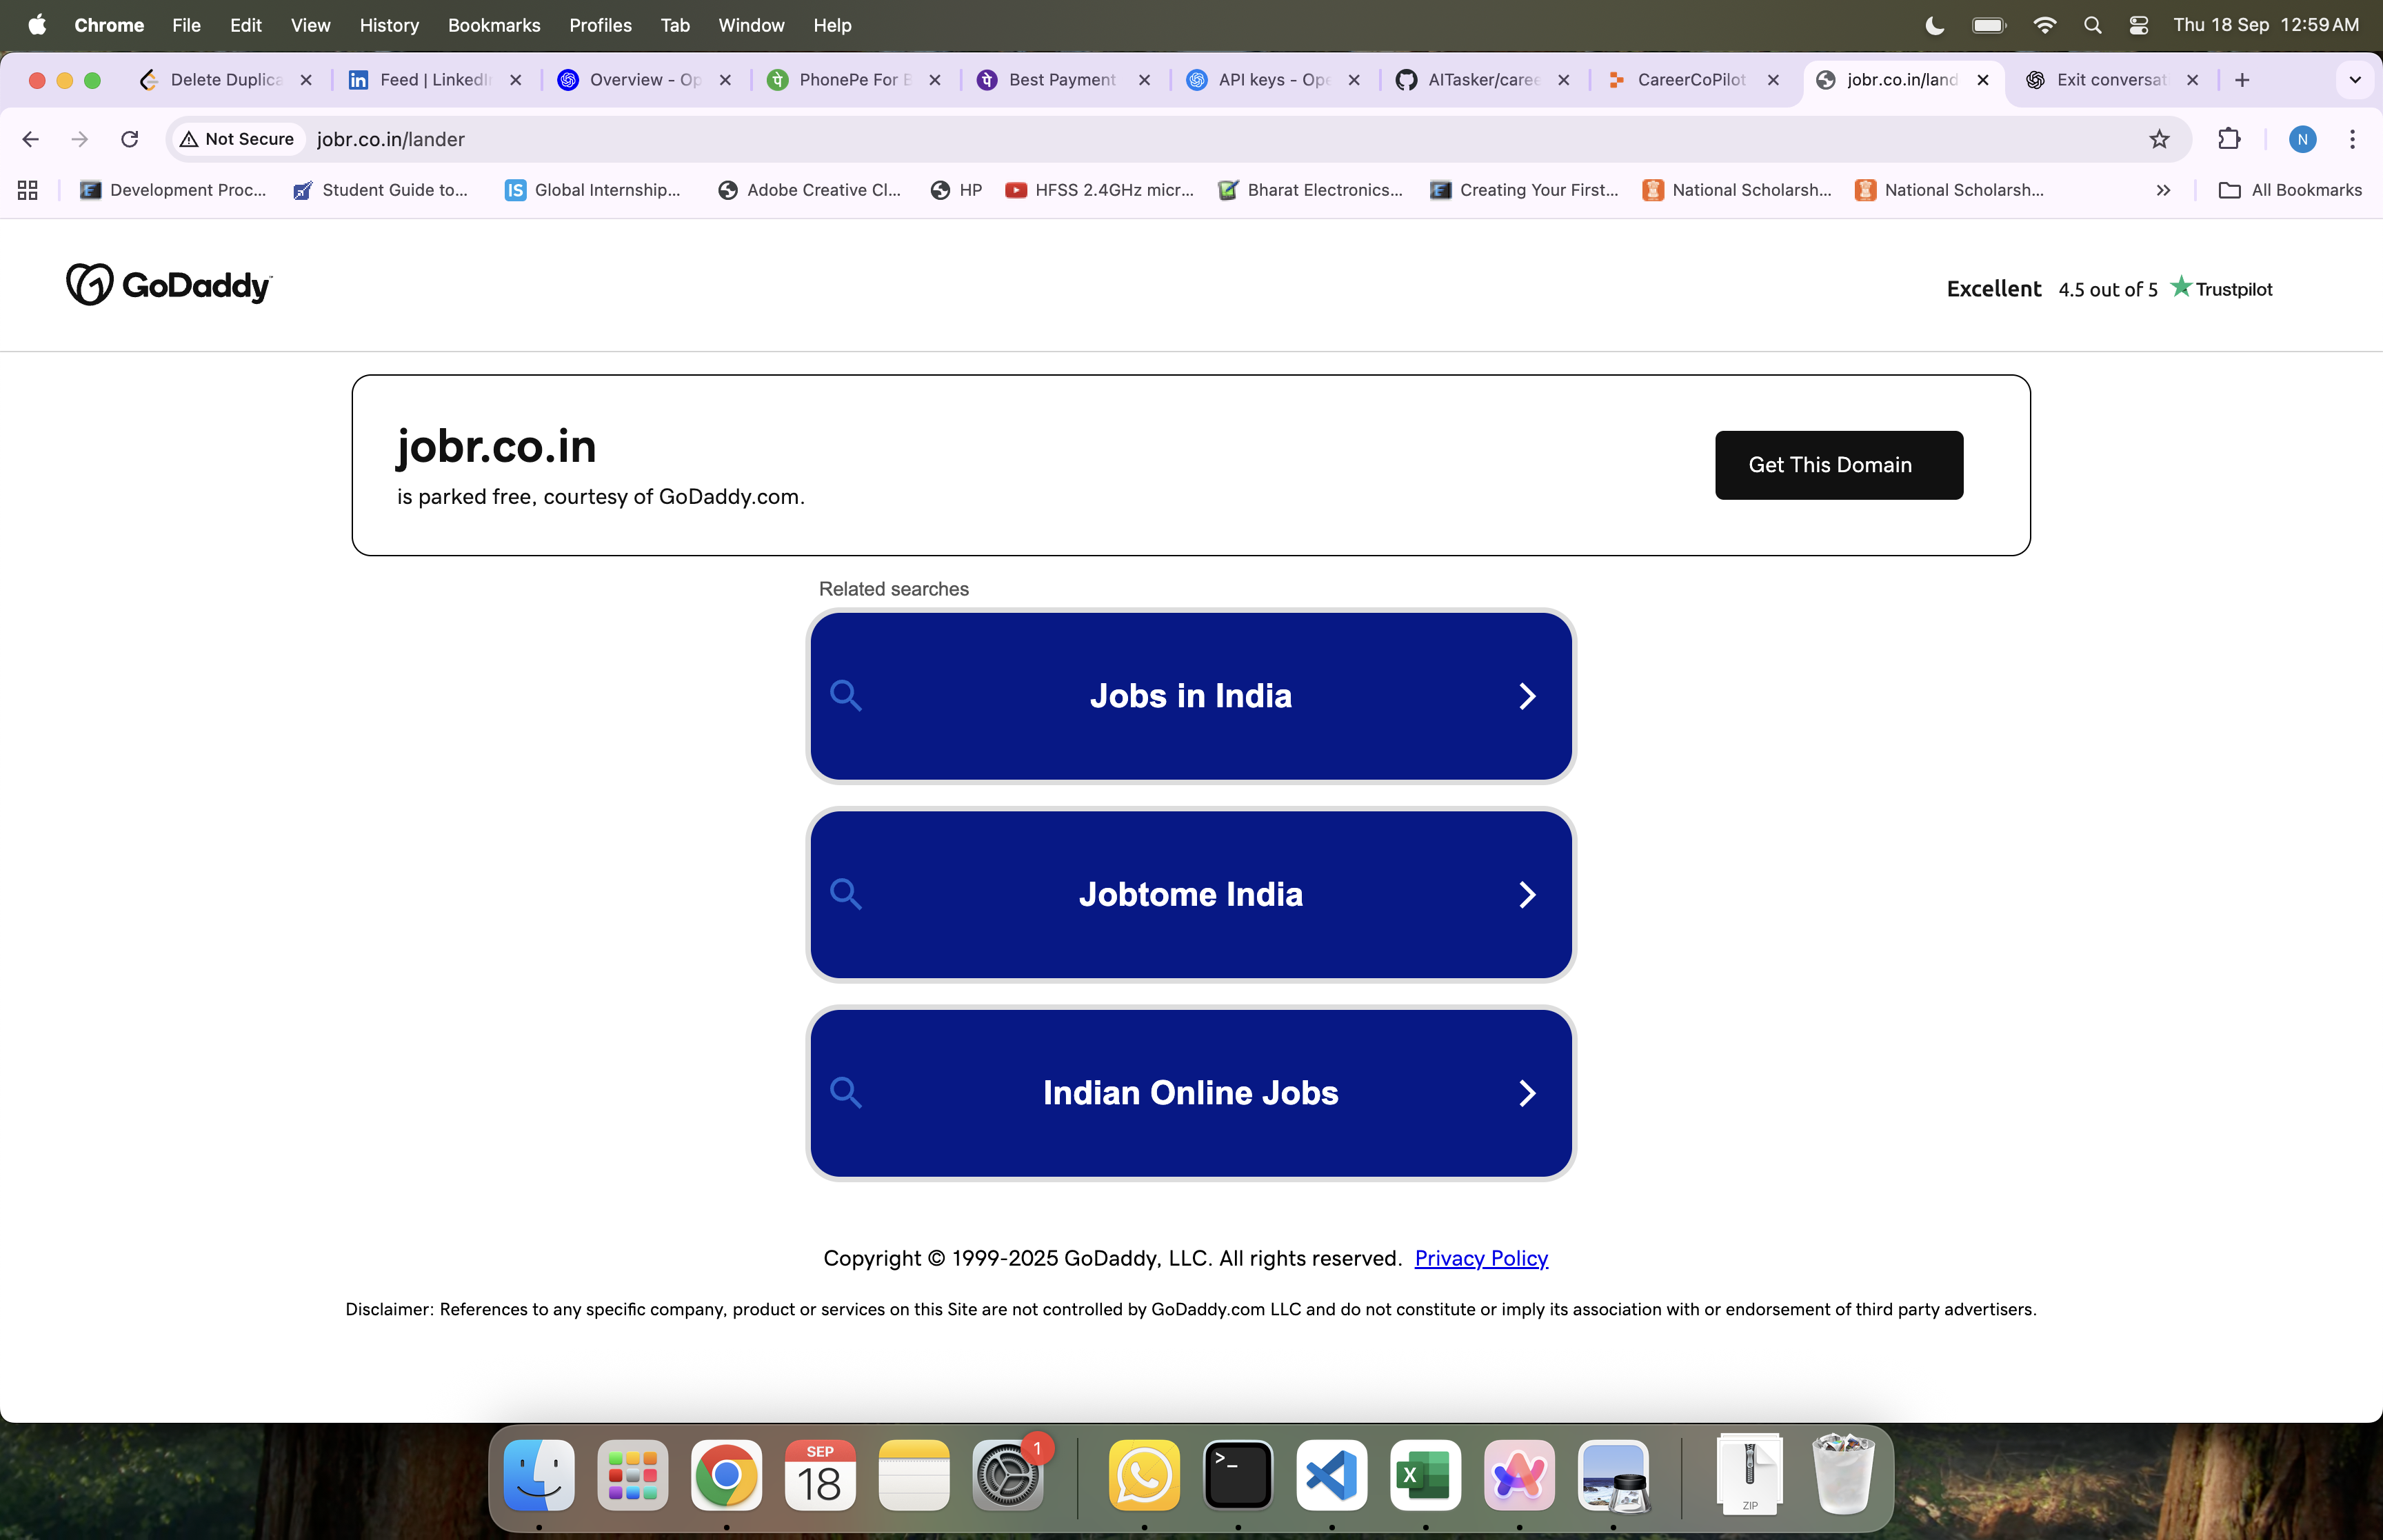 Chrome File Edit View History Bookmarks Profiles Tab Window Help Thu 18 Sep 12:59 AM
Delete Duplica Feed | LinkedI Overview - Op PhonePe For B Best Payment API keys - Ope AITasker/caree CareerCoPilot jobr.co.in/land Exit conversat
Not Secure jobr.co.in/lander N
Development Proc... Student Guide to... Global Internship... Adobe Creative Cl... HP HFSS 2.4GHz micr... Bharat Electronics... Creating Your First... National Scholarsh... National Scholarsh... All Bookmarks
GoDaddy
Excellent 4.5 out of 5 Trustpilot
jobr.co.in
is parked free, courtesy of GoDaddy.com.
Get This Domain
Related searches
Jobs in India
Jobtome India
Indian Online Jobs
Copyright © 1999-2025 GoDaddy, LLC. All rights reserved. Privacy Policy
Disclaimer: References to any specific company, product or services on this Site are not controlled by GoDaddy.com LLC and do not constitute or imply its association with or endorsement of third party advertisers.
SEP
18
1
ZIP